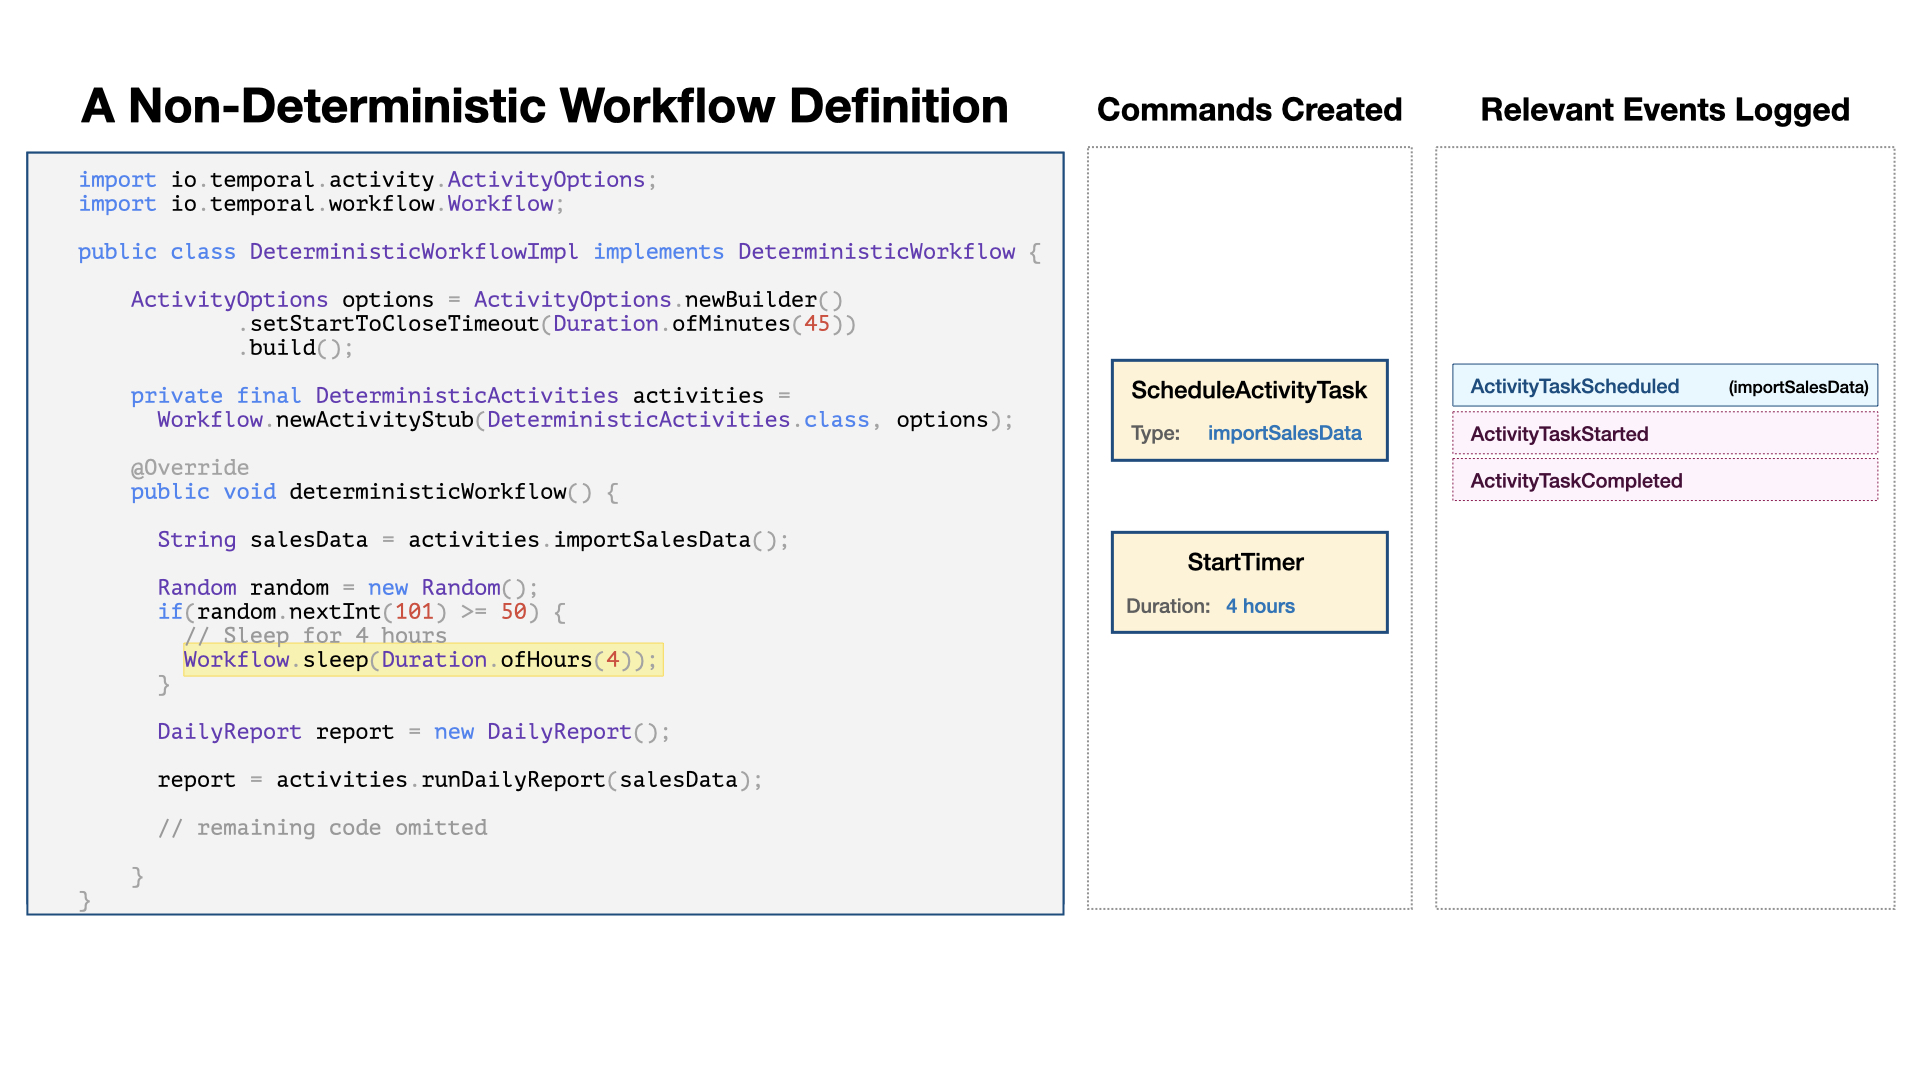 A Non-Deterministic Workflow Definition
import io.temporal.activity.ActivityOptions;
import io.temporal.workflow.Workflow;
public class DeterministicWorkflowImpl implements DeterministicWorkflow {
ActivityOptions options = ActivityOptions.newBuilder()
.setStartToCloseTimeout(Duration.ofMinutes(45))
.build();
private final DeterministicActivities activities =
Workflow.newActivityStub(DeterministicActivities.class, options);
@Override
public void deterministicWorkflow() {
String salesData = activities.importSalesData();
Random random = new Random();
if(random.nextInt(101) >= 50) {
// Sleep for 4 hours
Workflow.sleep(Duration.ofHours(4));
}
DailyReport report = new DailyReport();
report = activities.runDailyReport(salesData);
// remaining code omitted
}
}
Commands Created
ScheduleActivityTask
Type: importSalesData
StartTimer
Duration: 4 hours
Relevant Events Logged
ActivityTaskScheduled (importSalesData)
ActivityTaskStarted
ActivityTaskCompleted